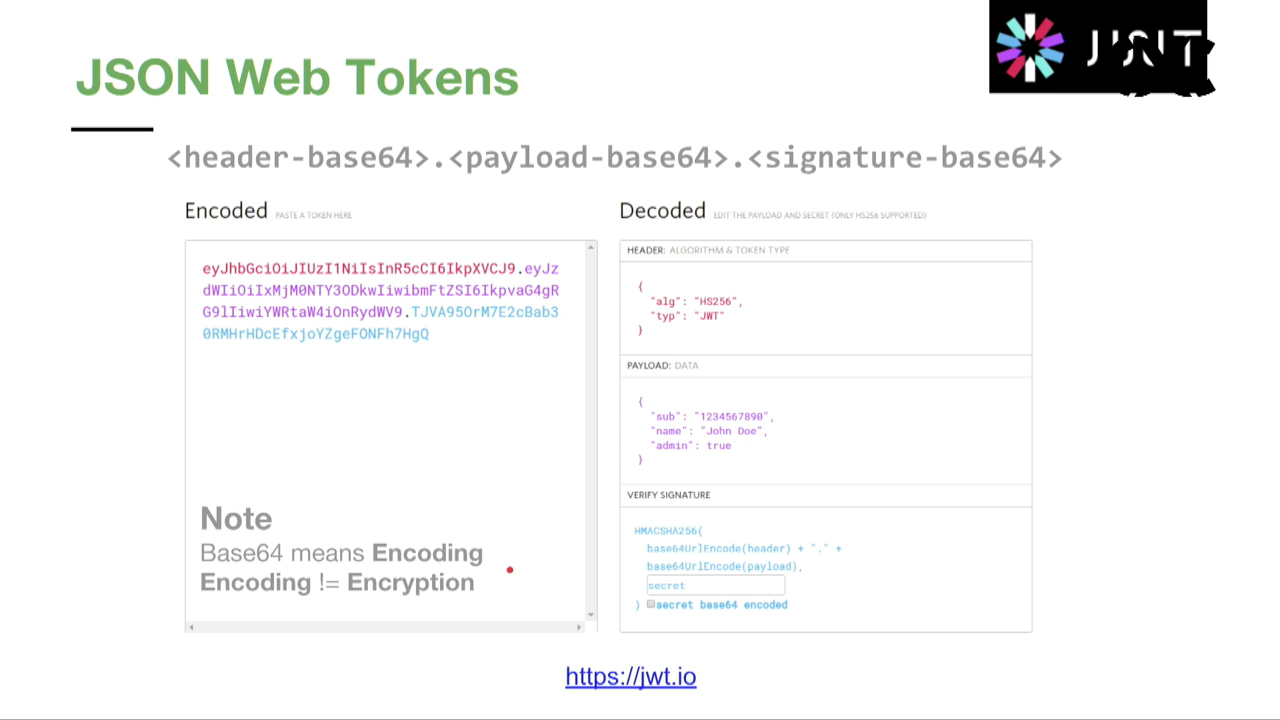 JSON Web Tokens
<header-base64>.<payload-base64>.<signature-base64>
Encoded PASTE A TOKEN HERE
eyJhbGciOiJIUzI1NiIsInR5cCI6IkpXVCJ9.eyJz
dWIiOiIxMjM0NTY3ODkwIiwibmFtZSI6IkpvaG4gR
G9lIiwiYWRtaW4iOnRydWV9.TJVA95OrM7E2cBab3
0RMHrHDcEfxjoYZgeFONFh7HgQ
Note
Base64 means Encoding
Encoding != Encryption
Decoded EDIT THE PAYLOAD AND SECRET (ONLY HS256 SUPPORTED)
HEADER: ALGORITHM & TOKEN TYPE
{
"alg": "HS256",
"typ": "JWT"
}
PAYLOAD: DATA
{
"sub": "1234567890",
"name": "John Doe",
"admin": true
}
VERIFY SIGNATURE
HMACSHA256(
base64UrlEncode(header) + "." +
base64UrlEncode(payload),
secret
) secret base64 encoded
https://jwt.io